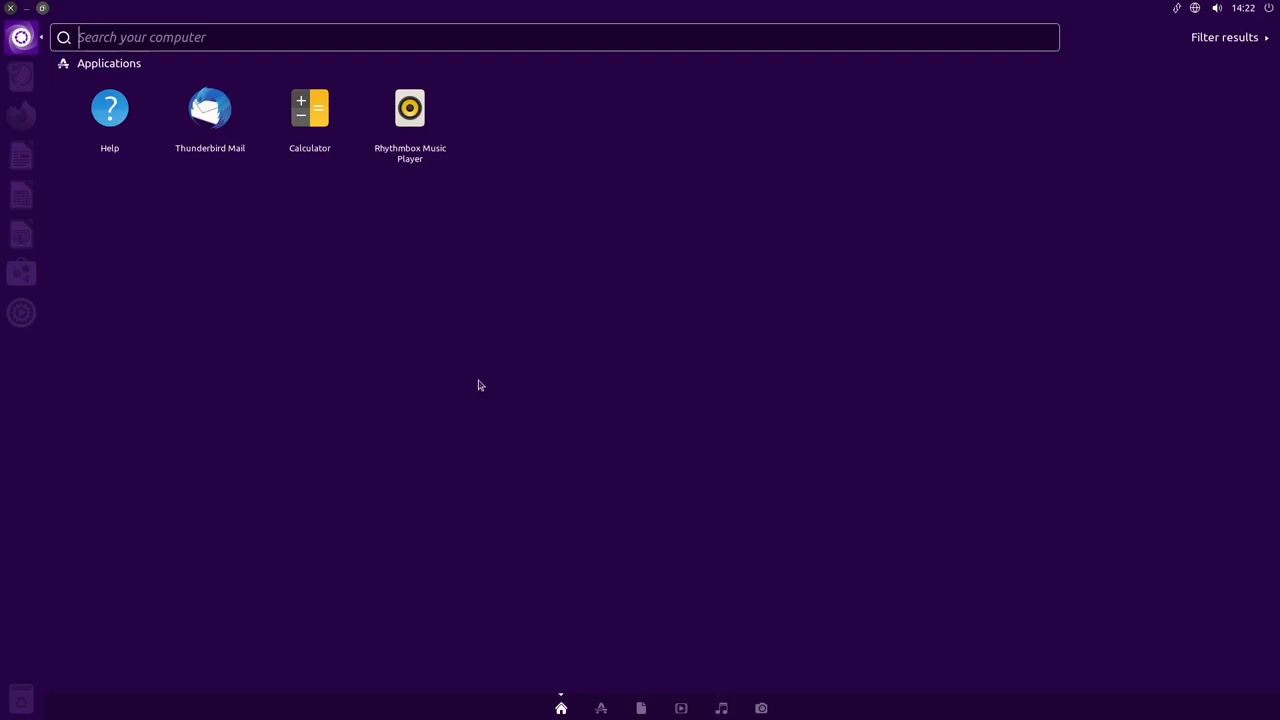 14:22
Search your computer
Filter results
Applications
Help
Thunderbird Mail
Calculator
Rhythmbox Music
Player